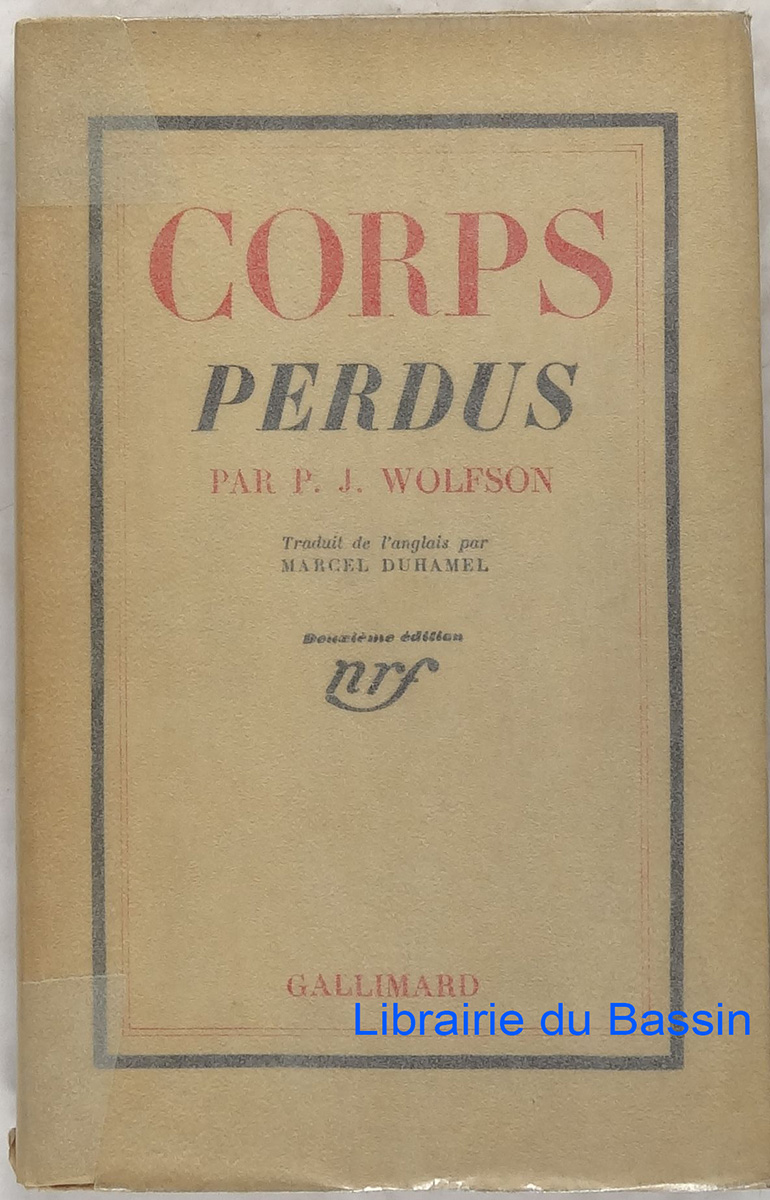 CORPS
PERDUS
PAR P. J. WOLFSON
Traduit de l'anglais par
MARCEL DUHAMEL
Deuxième édition
nrf
GALLIMARD
Librairie du Bassin